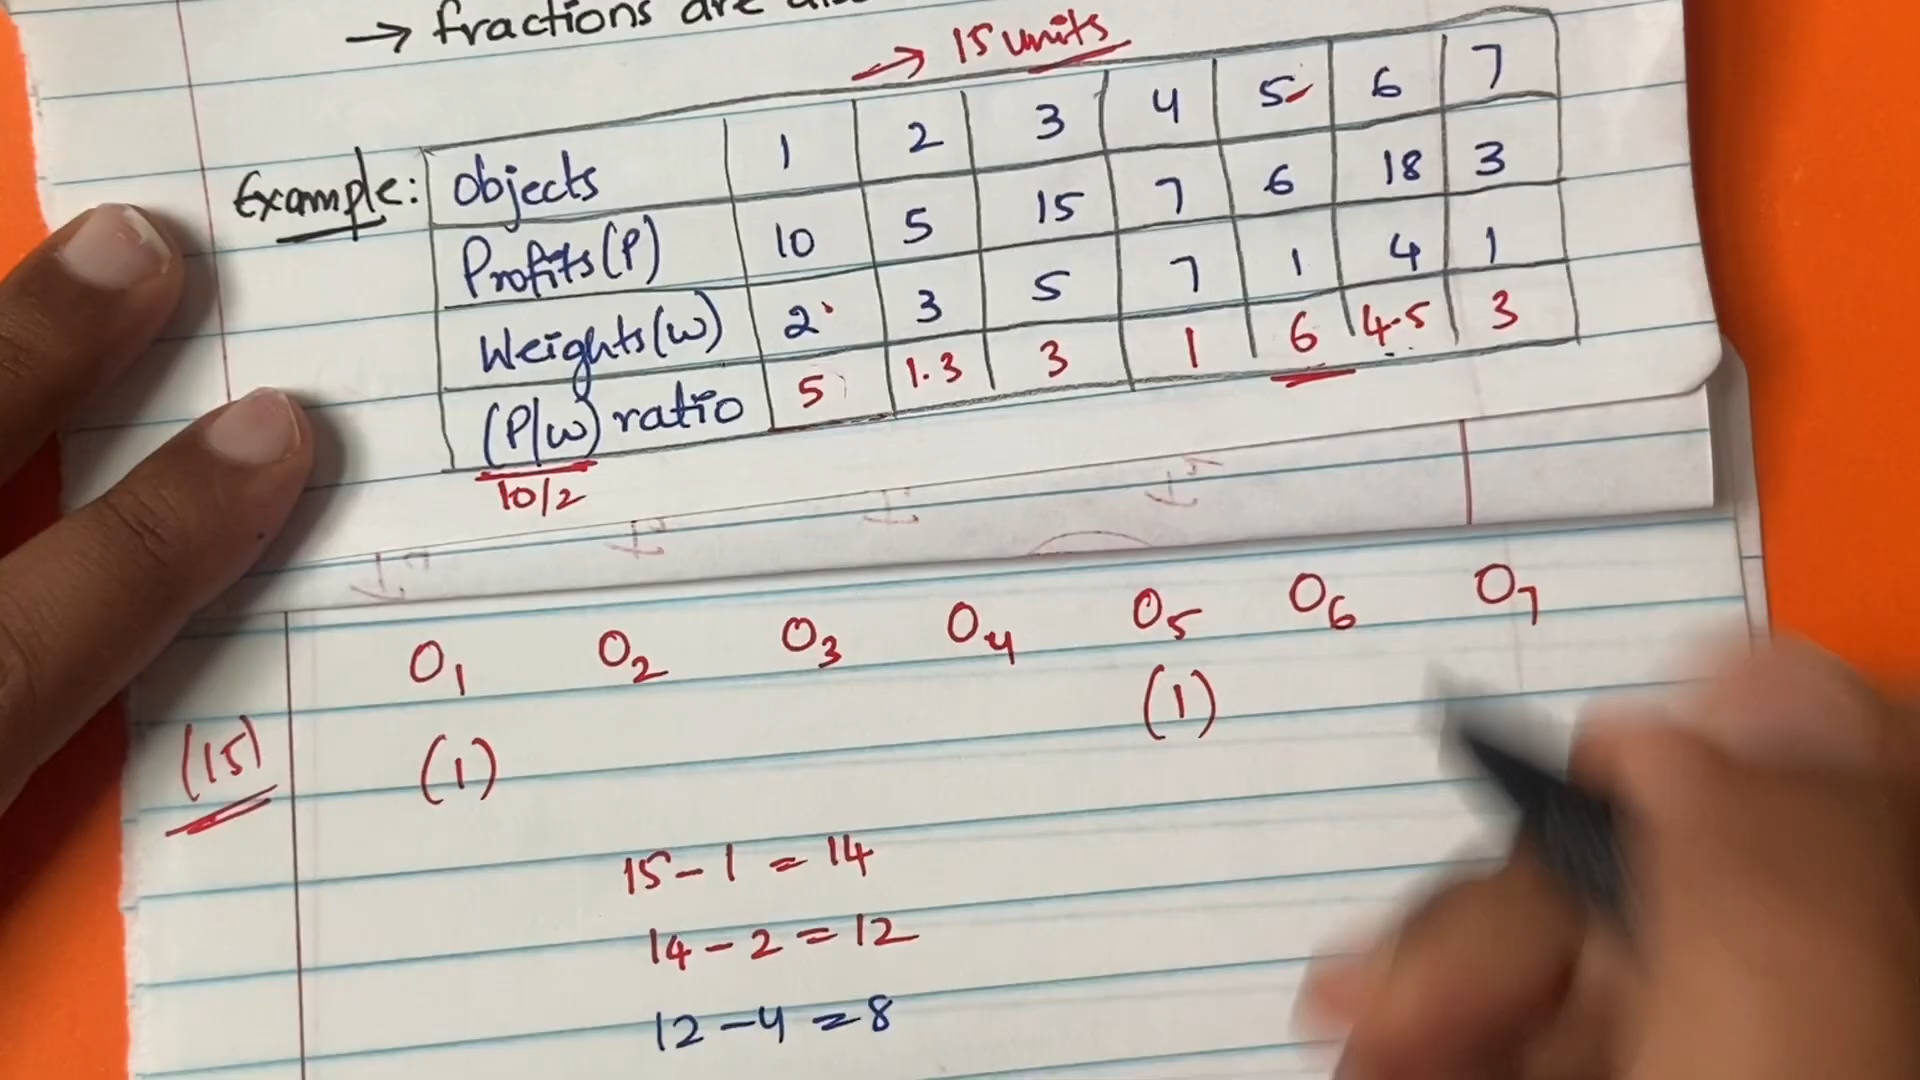 → fractions are
→ 15 units
Example:
Objects 1 2 3 4 5 6 7
Profits (P) 10 5 15 7 6 18 3
Weights (w) 2 3 5 7 1 4 1
(P/w) ratio 5 1.3 3 1 6 4.5 3
10/2
O1 O2 O3 O4 O5 O6 O7
(15) (1) (1)
15 - 1 = 14
14 - 2 = 12
12 - 4 = 8